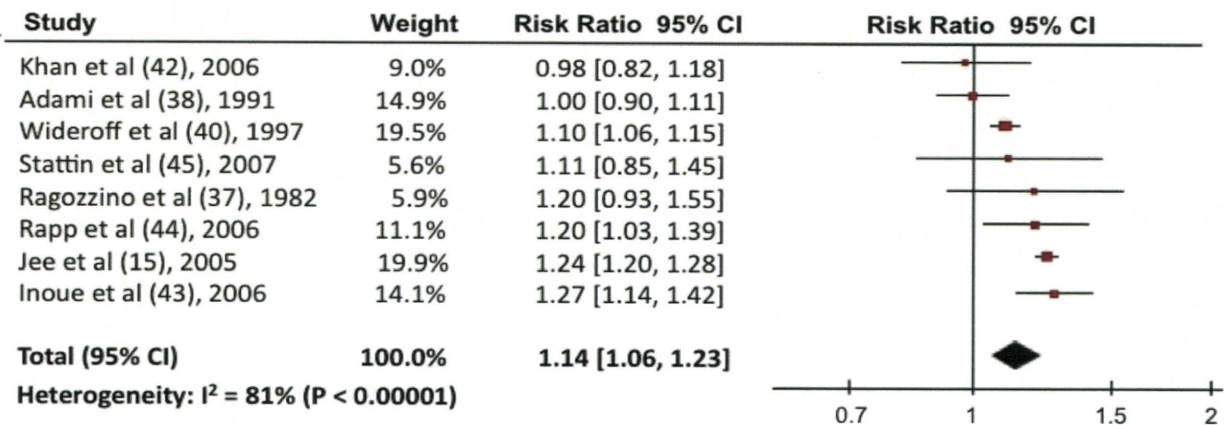 Study Weight Risk Ratio 95% CI Risk Ratio 95% CI
Khan et al (42), 2006 9.0% 0.98 [0.82, 1.18]
Adami et al (38), 1991 14.9% 1.00 [0.90, 1.11]
Wideroff et al (40), 1997 19.5% 1.10 [1.06, 1.15]
Stattin et al (45), 2007 5.6% 1.11 [0.85, 1.45]
Ragozzino et al (37), 1982 5.9% 1.20 [0.93, 1.55]
Rapp et al (44), 2006 11.1% 1.20 [1.03, 1.39]
Jee et al (15), 2005 19.9% 1.24 [1.20, 1.28]
Inoue et al (43), 2006 14.1% 1.27 [1.14, 1.42]
Total (95% CI) 100.0% 1.14 [1.06, 1.23]
Heterogeneity: I² = 81% (P < 0.00001)
0.7 1 1.5 2